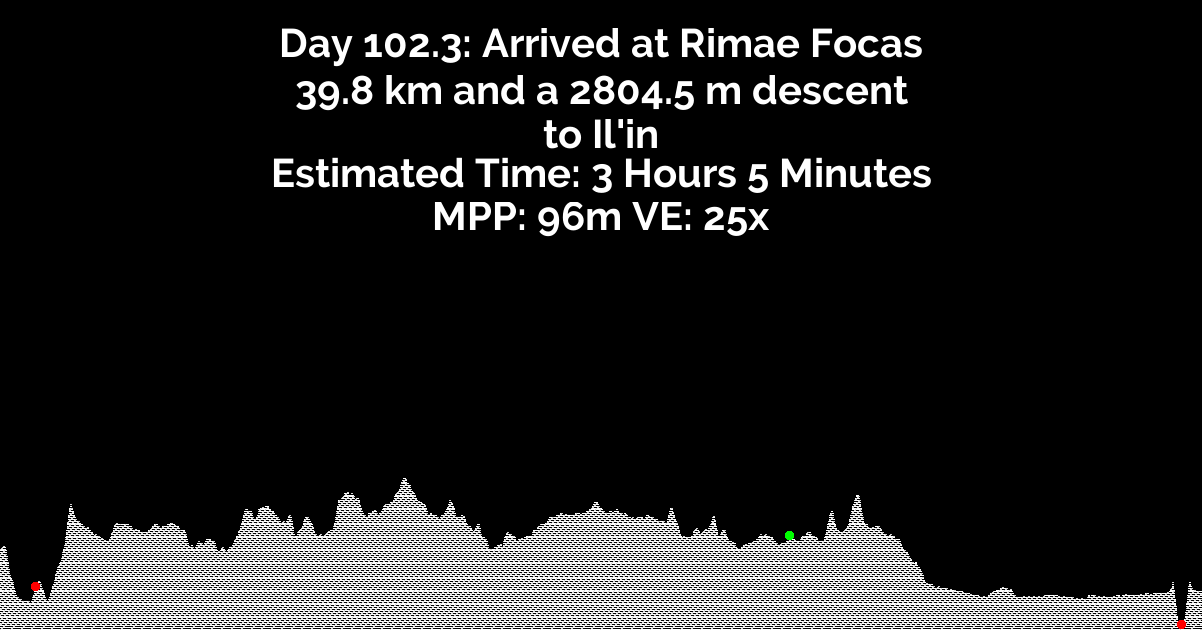 Day 102.3: Arrived at Rimae Focas
39.8 km and a 2804.5 m descent
to Il'in
Estimated Time: 3 Hours 5 Minutes
MPP: 96m VE: 25x